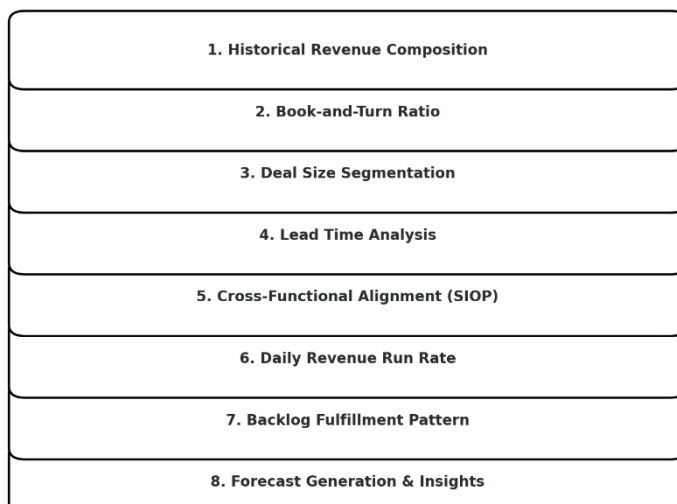 1. Historical Revenue Composition
2. Book-and-Turn Ratio
3. Deal Size Segmentation
4. Lead Time Analysis
5. Cross-Functional Alignment (SIOP)
6. Daily Revenue Run Rate
7. Backlog Fulfillment Pattern
8. Forecast Generation & Insights